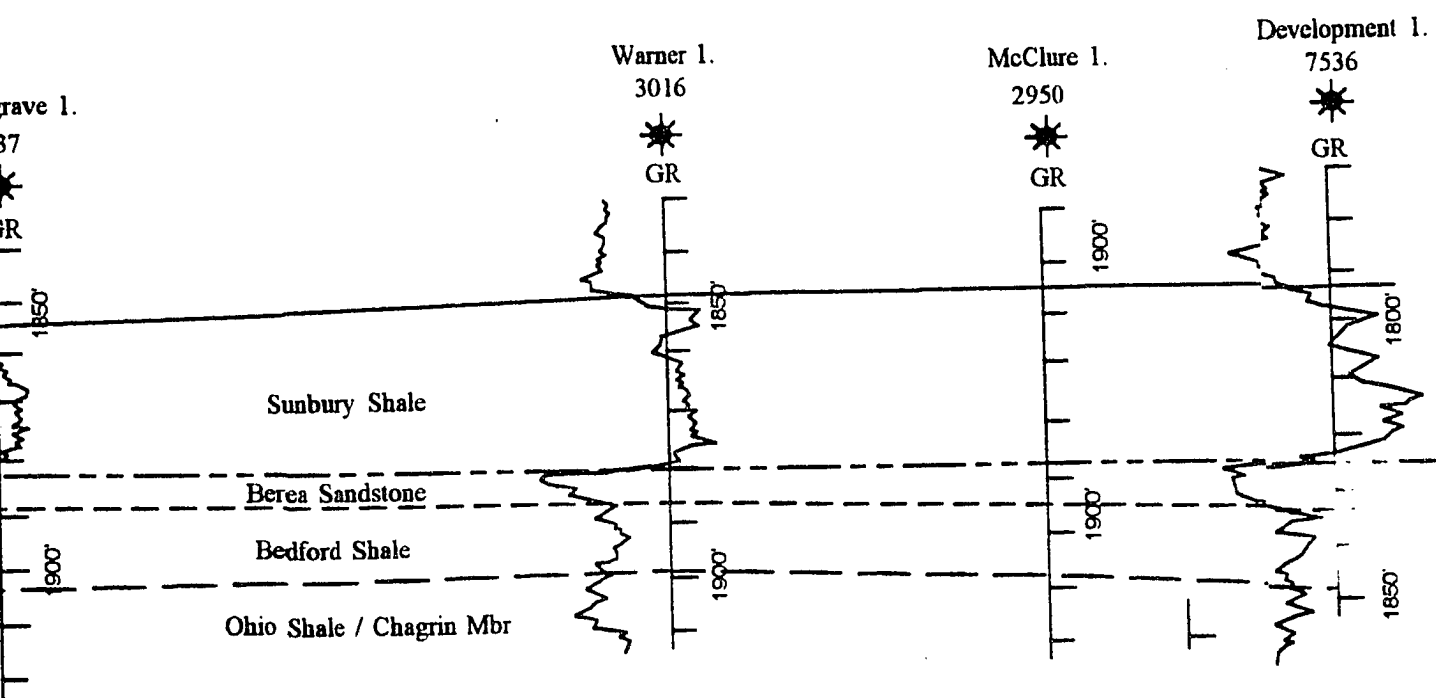 Development 1.
7536
GR
Warner 1.
3016
GR
McClure 1.
2950
GR
grave 1.
37
GR
1850'
1850'
1900'
1800'
Sunbury Shale
Berea Sandstone
Bedford Shale
Ohio Shale / Chagrin Mbr
1900'
1900'
1900'
1850'